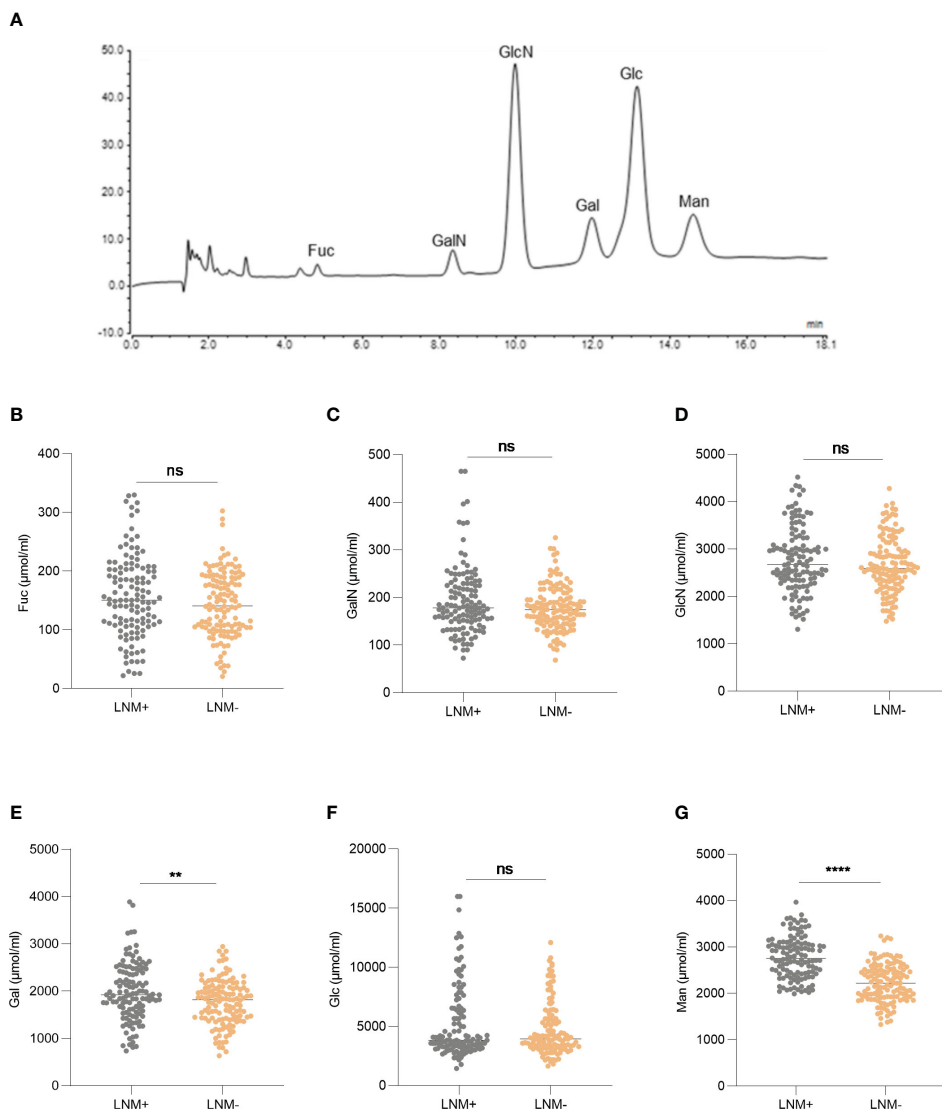 A
50.0
40.0
30.0
20.0
10.0
0.0
-10.0
GlcN
Glc
Gal
Man
GalN
Fuc
min
0.0 2.0 4.0 6.0 8.0 10.0 12.0 14.0 16.0 18.1
B
Fuc (μmol/ml)
400
300
200
100
0
ns
LNM+ LNM-
C
GalN (μmol/ml)
500
400
300
200
100
0
ns
LNM+ LNM-
D
GlcN (μmol/ml)
5000
4000
3000
2000
1000
0
ns
LNM+ LNM-
E
Gal (μmol/ml)
5000
4000
3000
2000
1000
0
**
LNM+ LNM-
F
Glc (μmol/ml)
20000
15000
10000
5000
0
ns
LNM+ LNM-
G
Man (μmol/ml)
5000
4000
3000
2000
1000
0
****
LNM+ LNM-